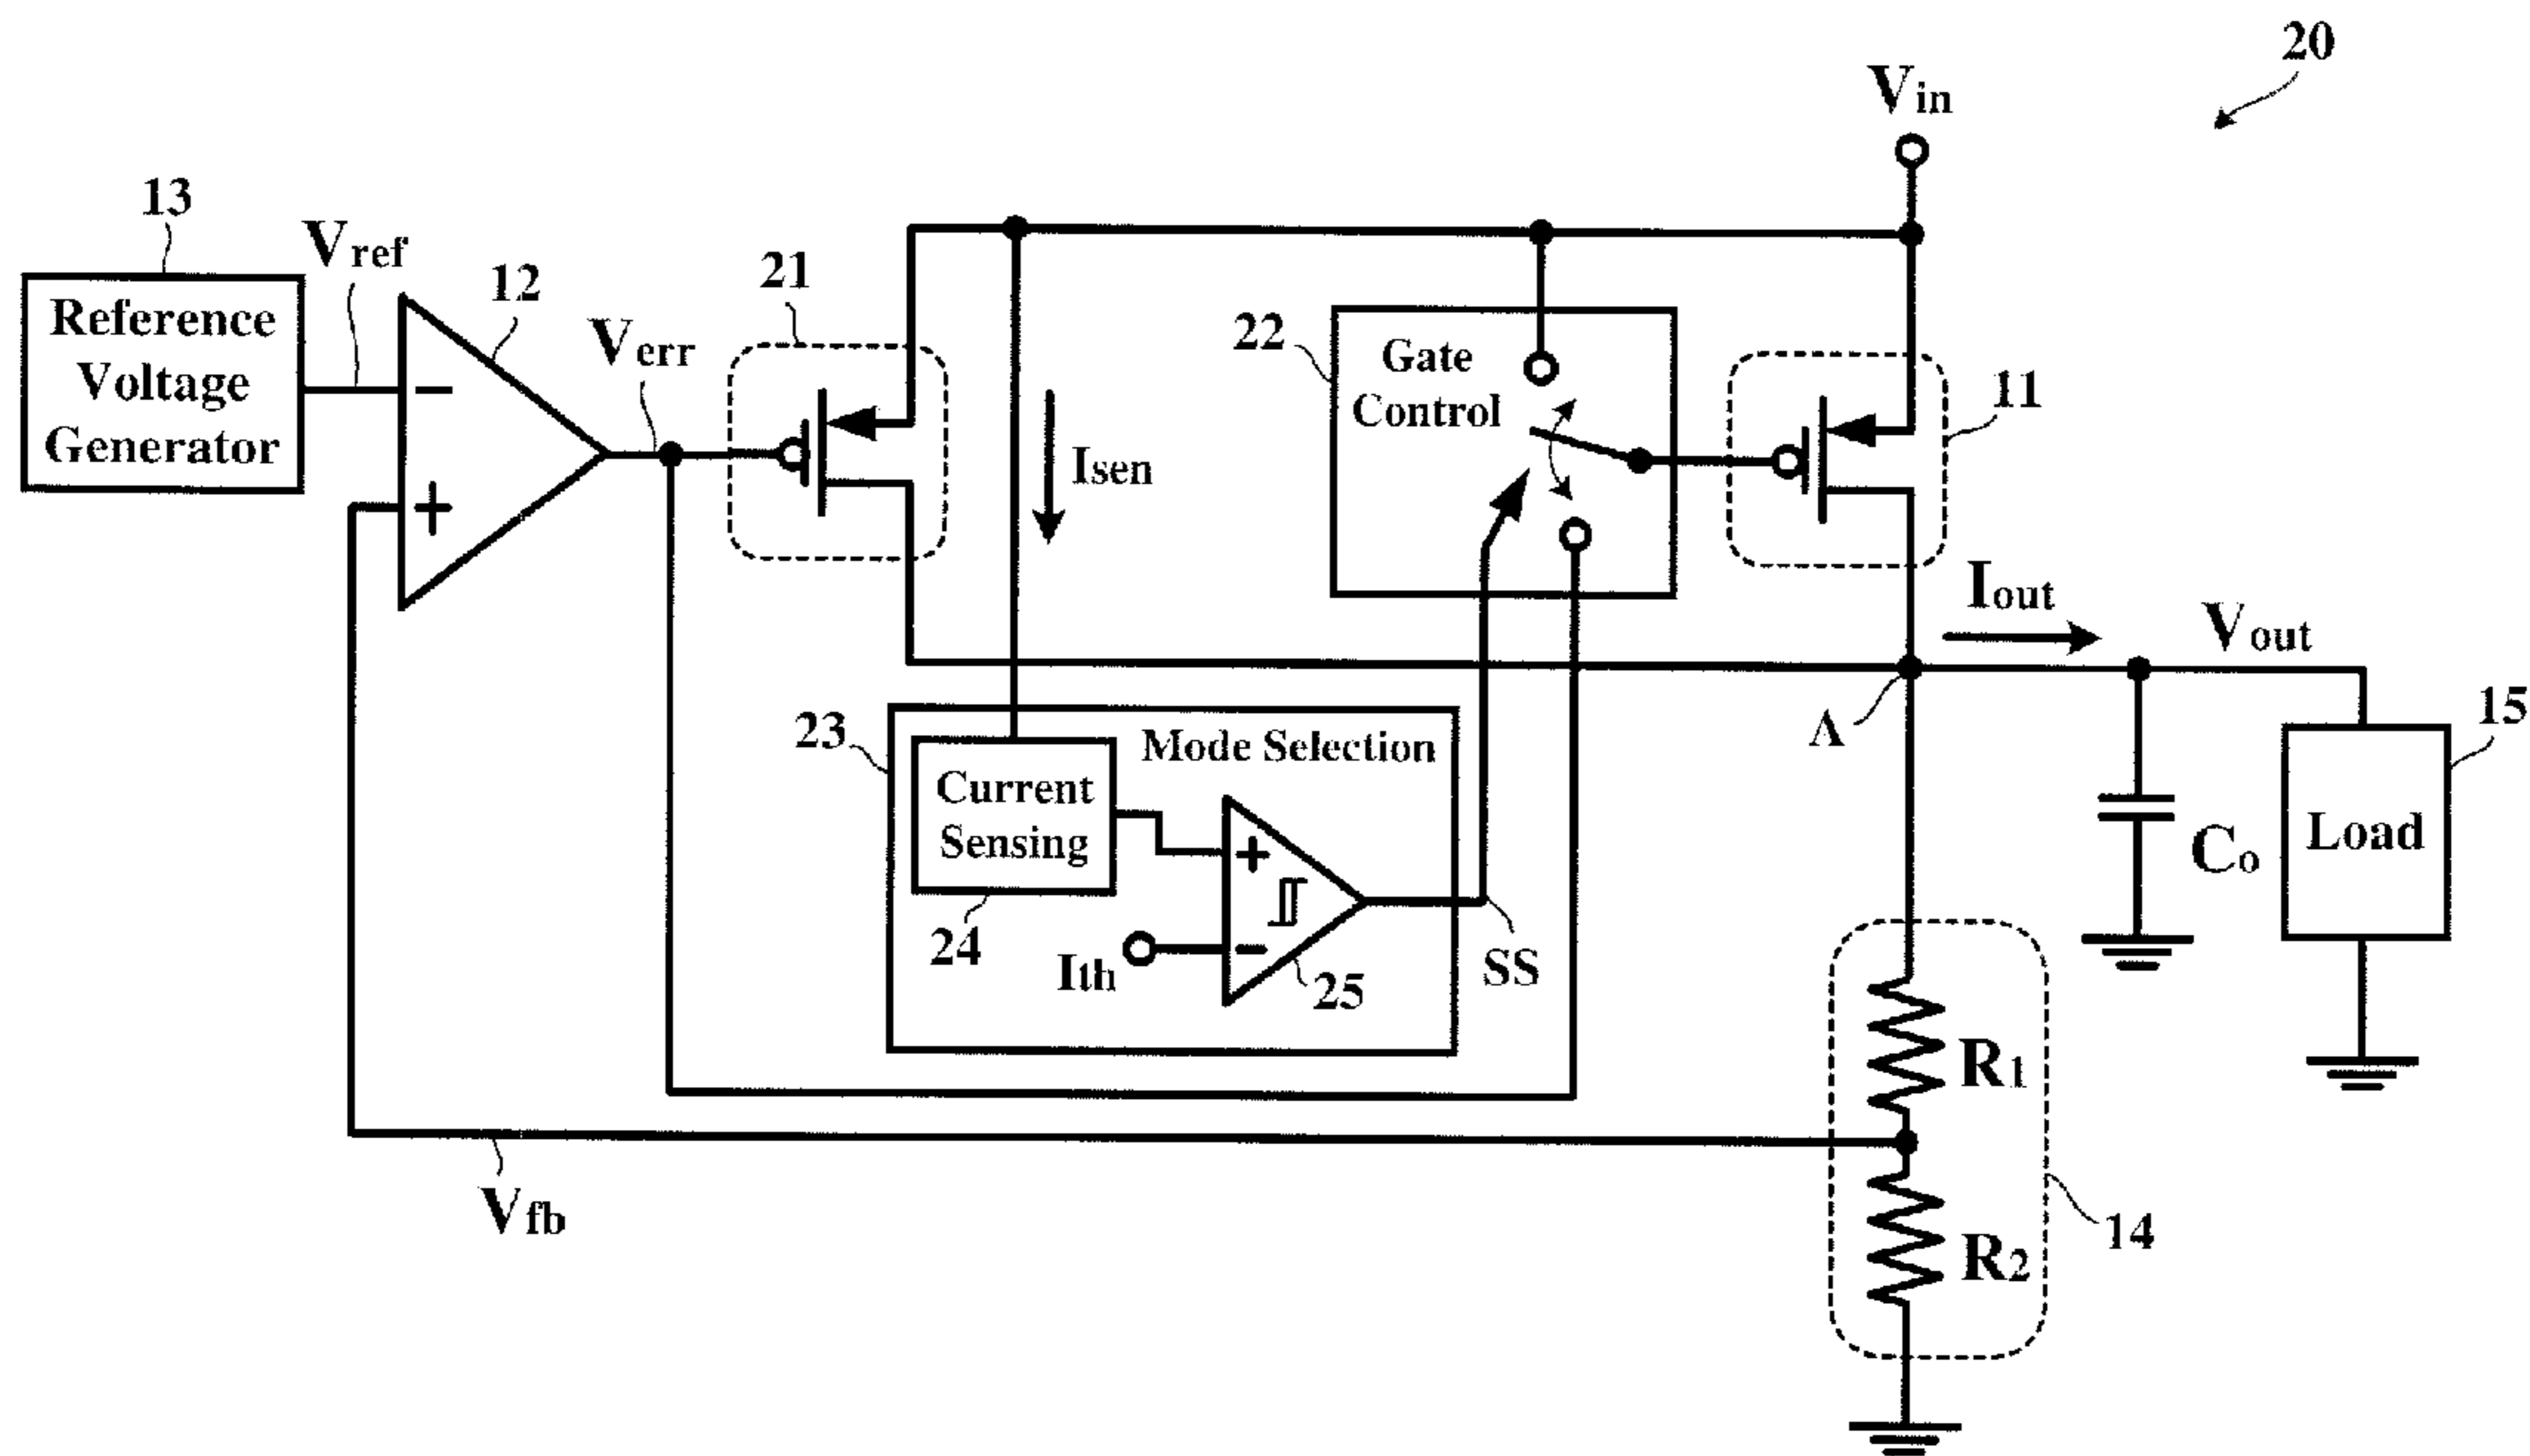 20
Vin
13
Vref
12
Reference
Voltage
Generator
−
+
Verr
21
Isen
22
Gate
Control
11
Iout
Vout
A
15
Load
Co
23
Mode Selection
Current
Sensing
24
+
−
Ith
25
SS
R1
R2
14
Vfb